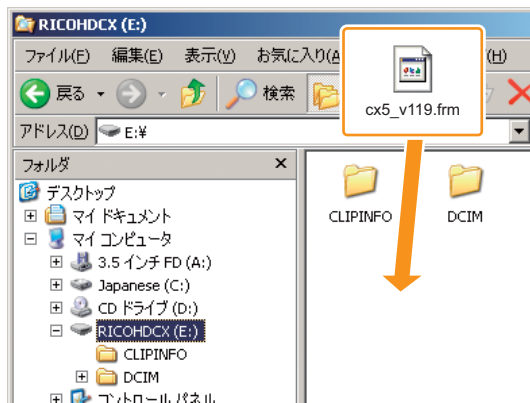 RICOHDCX (E:)
ファイル(F) 編集(E) 表示(V) お気に入り(A (H)
戻る 検索
アドレス(D) E:¥
cx5_v119.frm
フォルダ ×
デスクトップ
マイ ドキュメント
マイ コンピュータ
3.5 インチ FD (A:)
Japanese (C:)
CD ドライブ (D:)
RICOHDCX (E:)
CLIPINFO
DCIM
コントロール パネル
CLIPINFO DCIM